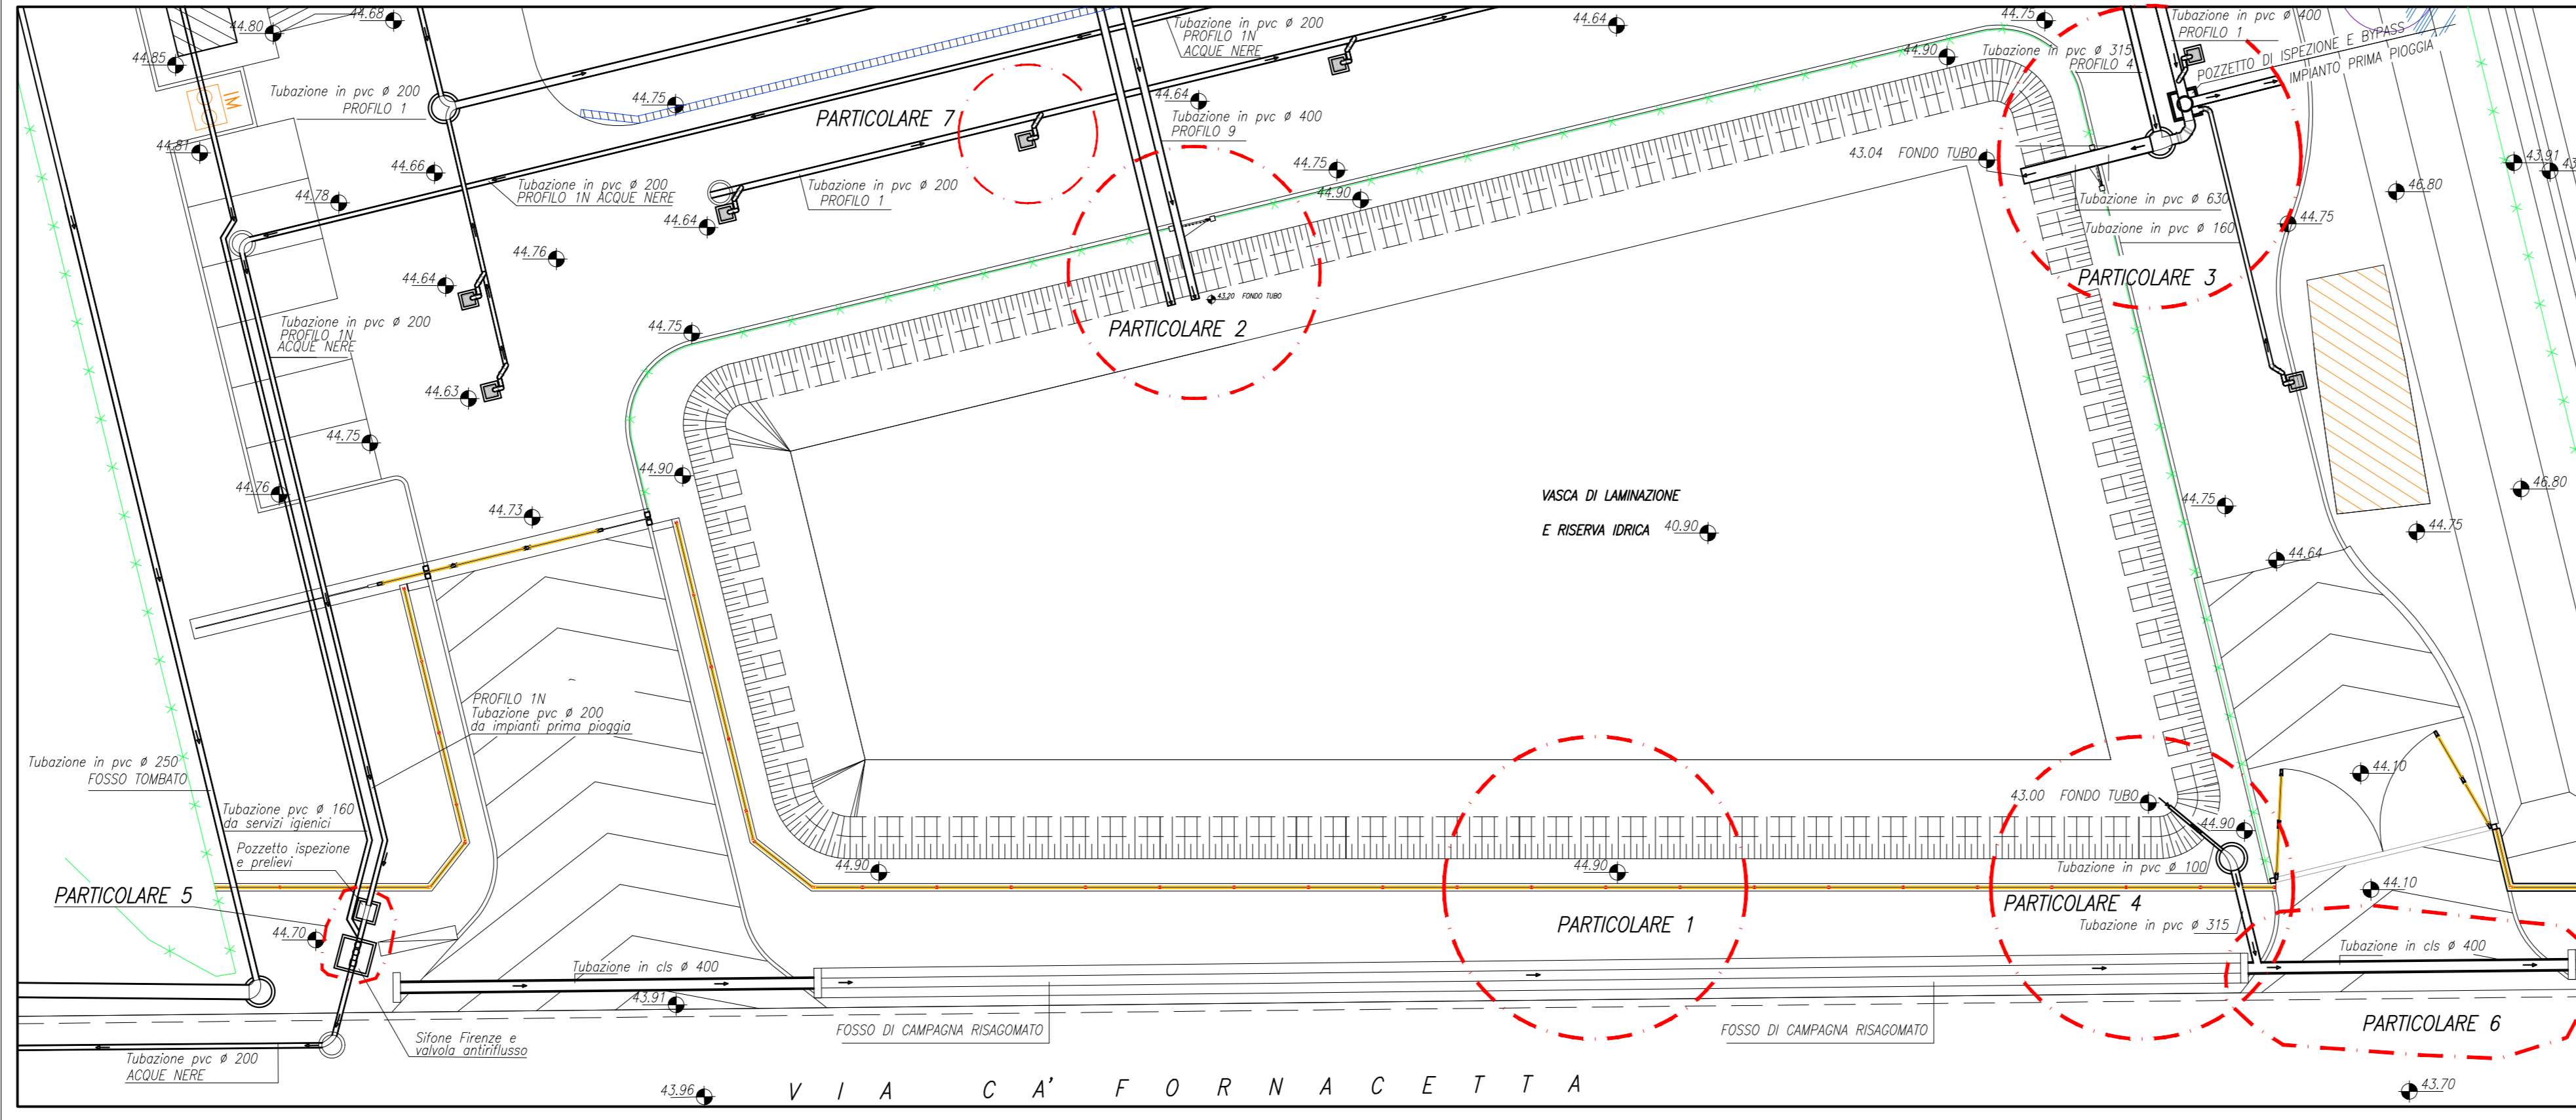 44.80
44.68
44.85
44.81
IM
Tubazione in pvc ø 200
PROFILO 1
44.66
44.78
44.75
PARTICOLARE 7
Tubazione in pvc ø 200
PROFILO 1N
ACQUE NERE
44.64
Tubazione in pvc ø 400
PROFILO 9
44.64
44.75
44.90
Tubazione in pvc ø 200
PROFILO 1N ACQUE NERE
Tubazione in pvc ø 200
PROFILO 1
44.64
44.76
44.64
44.63
44.75
44.75
44.90
44.73
44.76
Tubazione in pvc ø 200
PROFILO 1N
ACQUE NERE
43.20 FONDO TUBO
PARTICOLARE 2
44.75
44.90
Tubazione in pvc ø 315
PROFILO 4
Tubazione in pvc ø 400
PROFILO 1
POZZETTO DI ISPEZIONE E BYPASS
IMPIANTO PRIMA PIOGGIA
43.04 FONDO TUBO
Tubazione in pvc ø 630
Tubazione in pvc ø 160
PARTICOLARE 3
44.75
46.80
43.91
46.80
44.75
44.75
44.64
VASCA DI LAMINAZIONE
E RISERVA IDRICA 40.90
PROFILO 1N
Tubazione pvc ø 200
da impianti prima pioggia
Tubazione in pvc ø 250
FOSSO TOMBATO
Tubazione pvc ø 160
da servizi igienici
Pozzetto ispezione
e prelievi
PARTICOLARE 5
44.70
44.90
44.90
PARTICOLARE 1
43.00 FONDO TUBO
44.90
Tubazione in pvc ø 100
PARTICOLARE 4
Tubazione in pvc ø 315
44.10
44.10
Tubazione in cls ø 400
Tubazione in cls ø 400
43.91
FOSSO DI CAMPAGNA RISAGOMATO
FOSSO DI CAMPAGNA RISAGOMATO
PARTICOLARE 6
Sifone Firenze e
valvola antiriflusso
Tubazione pvc ø 200
ACQUE NERE
43.96
VIA CA' FORNACETTA
43.70